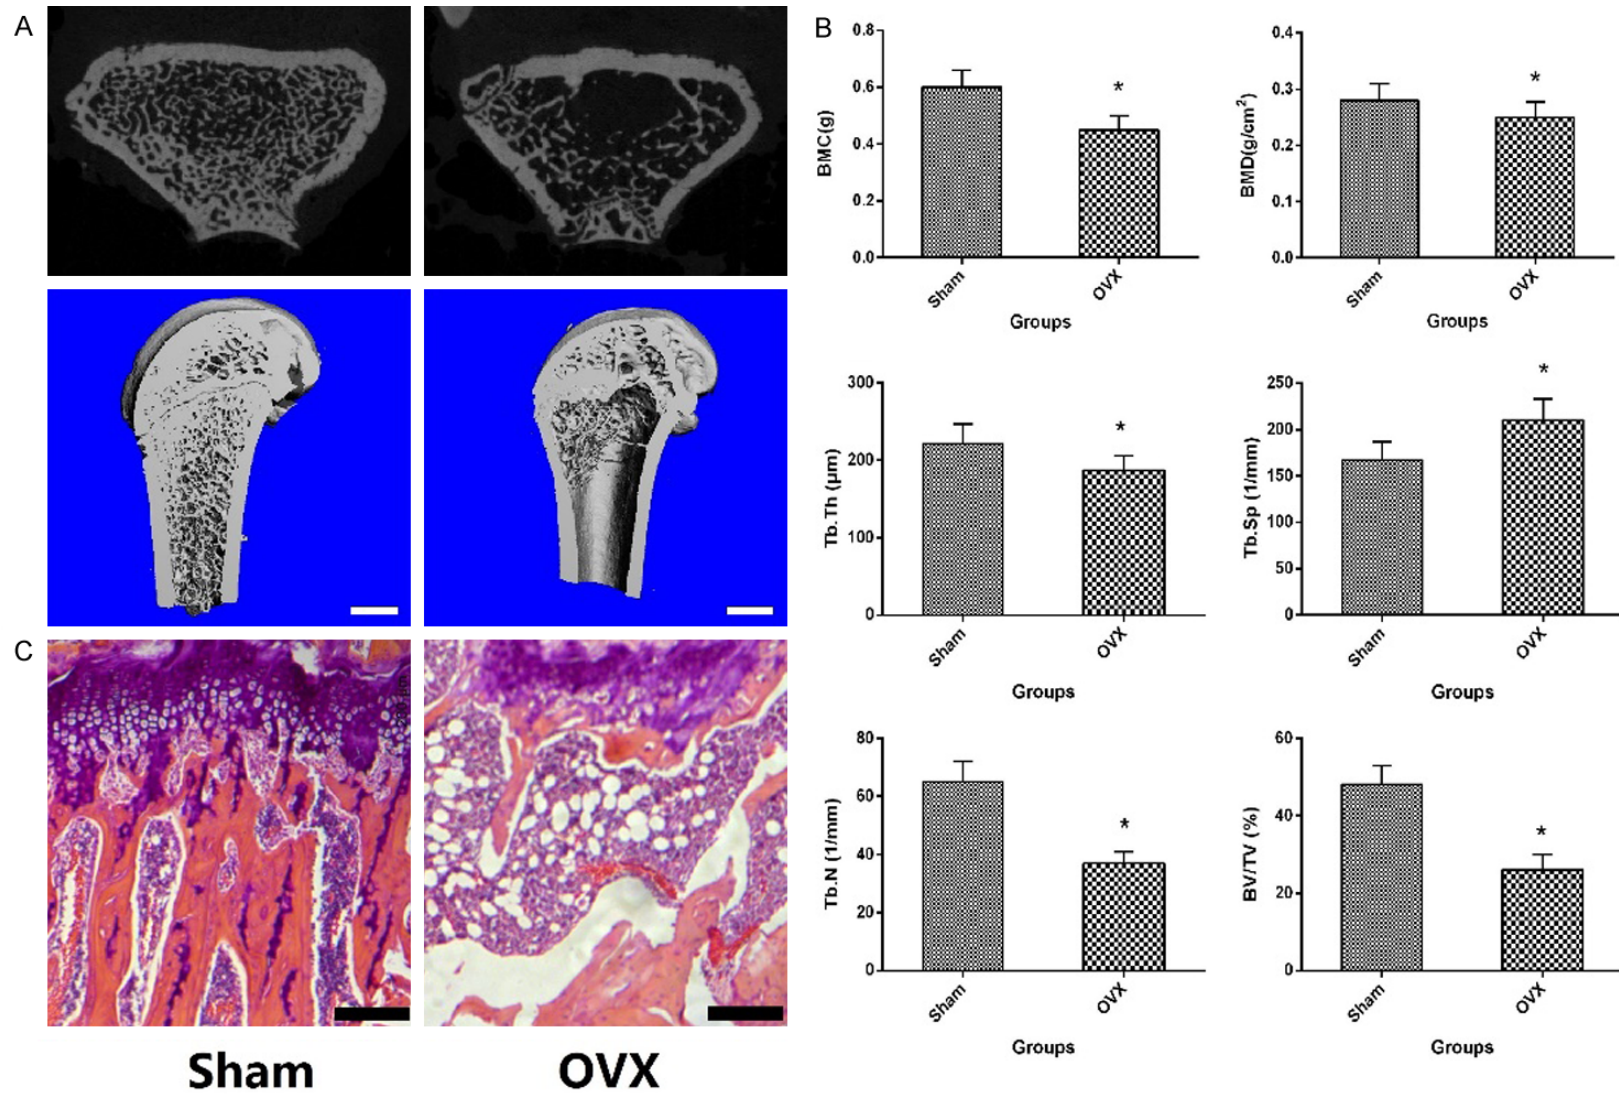 A
B
0.8
0.6
0.4
0.2
0.0
BMC(g)
*
Sham
OVX
Groups
0.4
0.3
0.2
0.1
0.0
BMD(g/cm²)
*
Sham
OVX
Groups
300
200
100
0
Tb.Th (µm)
*
Sham
OVX
Groups
250
200
150
100
50
0
Tb.Sp (1/mm)
*
Sham
OVX
Groups
C
80
60
40
20
0
Tb.N (1/mm)
*
Sham
OVX
Groups
60
40
20
0
BV/TV (%)
*
Sham
OVX
Groups
Sham
OVX